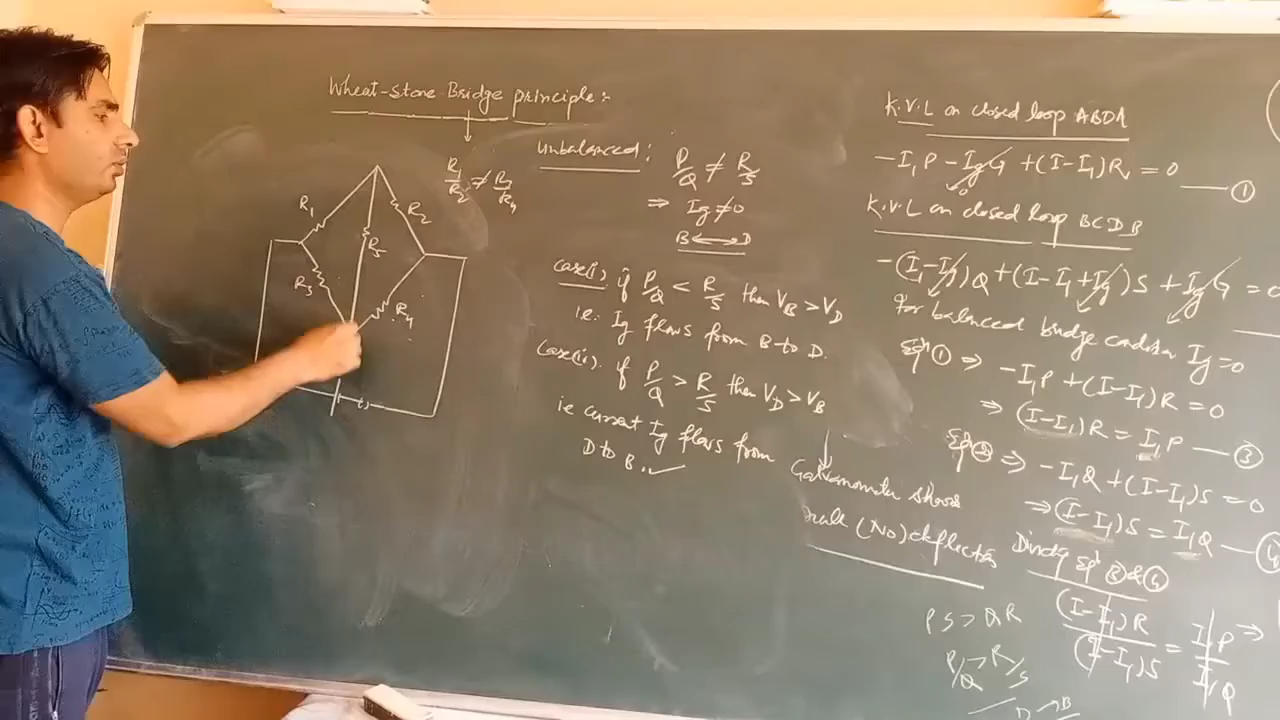 Wheat-stone Bridge principle:-
R1/R2 ≠ R3/R4
R1
R2
R5
R3
R4
Unbalanced:
P/Q ≠ R/S
⇒ Ig ≠ 0
B ⟷ D
case(i), if P/Q < R/S then VB > VD
i.e. Ig flows from B to D.
case(ii). if P/Q > R/S then VD > VB
i.e current Ig flows from
D to B. ✓
Galvanometer shows
(No) deflection
K.V.L on closed loop ABDA
-I1P - IgG + (I-I1)R = 0 — ①
0
K.V.L on closed loop BCDB
-(I1-Ig)Q + (I-I1+Ig)S + IgG = 0
for balanced bridge condition Ig = 0
Eqn ① ⇒ -I1P + (I-I1)R = 0
⇒ (I-I1)R = I1P — ③
Eqn ② ⇒ -I1Q + (I-I1)S = 0
⇒ (I-I1)S = I1Q — ④
Dividing eqn ③ & ④
(I-I1)R/(I-I1)S = I1P/I1Q ⇒
PS > QR
P/Q > R/S
D → B